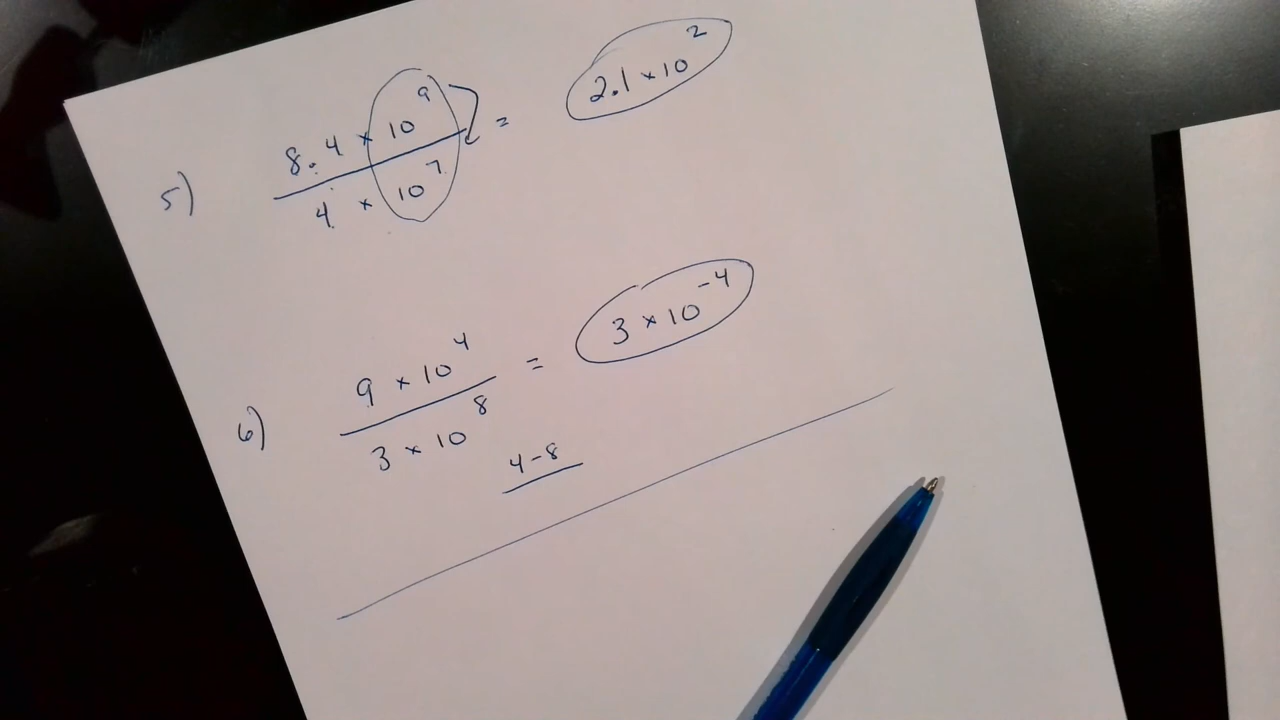 5) 8.4 × 10⁹ / 4 × 10⁷ = 2.1 × 10²
6) 9 × 10⁴ / 3 × 10⁸ = 3 × 10⁻⁴
4-8